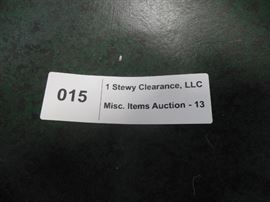 015
1 Stewy Clearance, LLC
Misc. Items Auction - 13